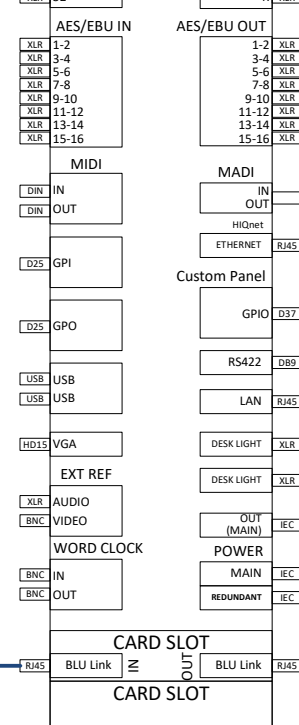 AES/EBU IN
XLR 1-2
XLR 3-4
XLR 5-6
XLR 7-8
XLR 9-10
XLR 11-12
XLR 13-14
XLR 15-16
MIDI
DIN IN
DIN OUT
D25 GPI
D25 GPO
USB USB
USB USB
HD15 VGA
EXT REF
XLR AUDIO
BNC VIDEO
WORD CLOCK
BNC IN
BNC OUT
AES/EBU OUT
1-2 XLR
3-4 XLR
5-6 XLR
7-8 XLR
9-10 XLR
11-12 XLR
13-14 XLR
15-16 XLR
MADI
IN
OUT
HIQnet
ETHERNET RJ45
Custom Panel
GPIO D37
RS422 DB9
LAN RJ45
DESK LIGHT XLR
DESK LIGHT XLR
OUT
(MAIN) IEC
POWER
MAIN IEC
REDUNDANT IEC
CARD SLOT
RJ45 BLU Link IN OUT BLU Link RJ45
CARD SLOT